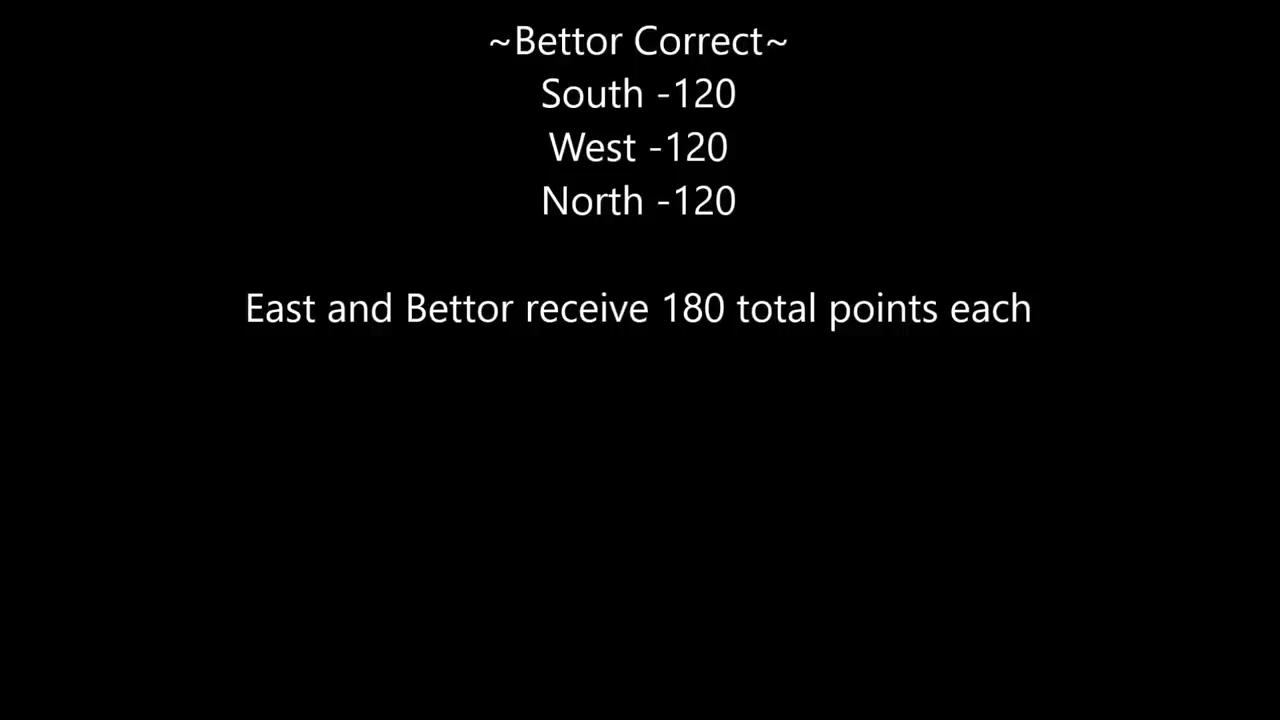 ~Bettor Correct~
South -120
West -120
North -120
East and Bettor receive 180 total points each